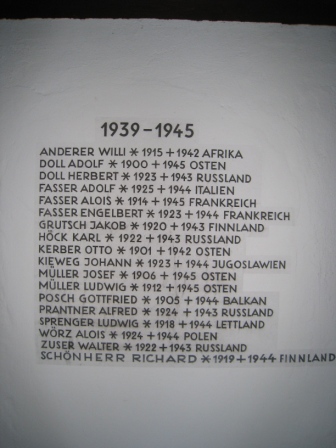 1939-1945
ANDERER WILLI * 1915 + 1942 AFRIKA
DOLL ADOLF * 1900 + 1945 OSTEN
DOLL HERBERT * 1923 + 1943 RUSSLAND
FASSER ADOLF * 1925 + 1944 ITALIEN
FASSER ALOIS * 1914 + 1945 FRANKREICH
FASSER ENGELBERT * 1923 + 1944 FRANKREICH
GRUTSCH JAKOB * 1920 + 1943 FINNLAND
HÖCK KARL * 1922 + 1943 RUSSLAND
KERBER OTTO * 1901 + 1942 OSTEN
KIEWEG JOHANN * 1923 + 1944 JUGOSLAWIEN
MÜLLER JOSEF * 1906 + 1945 OSTEN
MÜLLER LUDWIG * 1912 + 1945 OSTEN
POSCH GOTTFRIED * 1905 + 1944 BALKAN
PRANTNER ALFRED * 1924 + 1943 RUSSLAND
SPRENGER LUDWIG * 1918 + 1944 LETTLAND
WÖRZ ALOIS * 1924 + 1944 POLEN
ZUSER WALTER * 1922 + 1943 RUSSLAND
SCHÖNHERR RICHARD * 1919 + 1944 FINNLAND